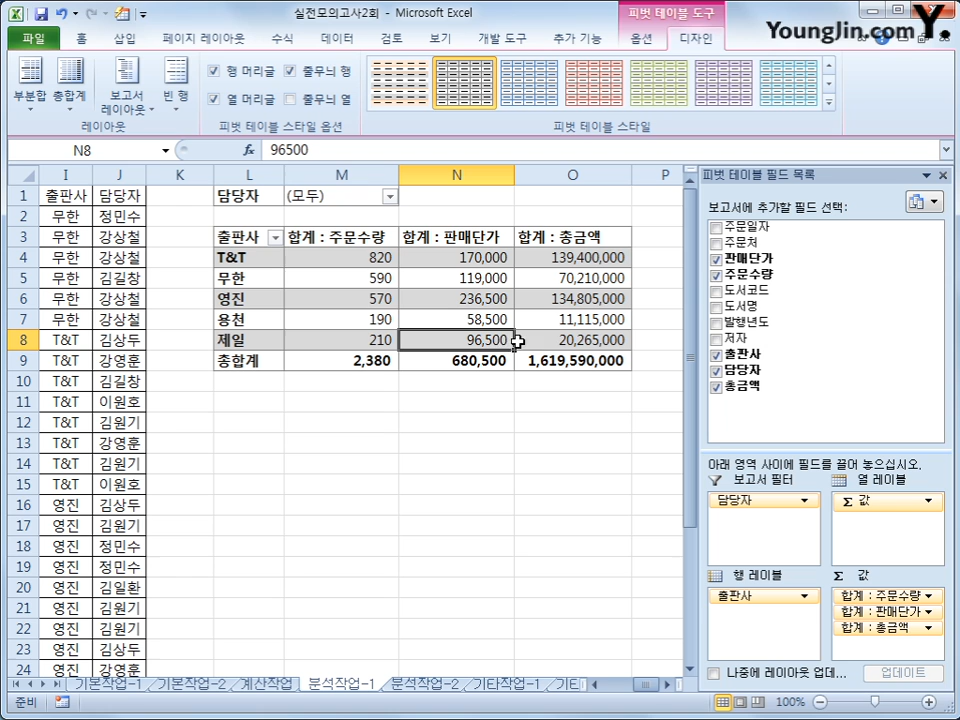 실전모의고사2회 - Microsoft Excel
피벗 테이블 도구
Younglin.com Y.
파일 홈 삽입 페이지 레이아웃 수식 데이터 검토 보기 개발 도구 추가 기능 옵션 디자인
부분합 총합계 보고서 레이아웃 빈 행
행 머리글 줄무늬 행
열 머리글 줄무늬 열
레이아웃 피벗 테이블 스타일 옵션 피벗 테이블 스타일
N8 fx 96500
I J K L M N O P
1 출판사 담당자 담당자 (모두)
2 무한 정민수
3 무한 강상철 출판사 합계 : 주문수량 합계 : 판매단가 합계 : 총금액
4 무한 강상철 T&T 820 170,000 139,400,000
5 무한 김길창 무한 590 119,000 70,210,000
6 무한 강상철 영진 570 236,500 134,805,000
7 무한 강상철 용천 190 58,500 11,115,000
8 T&T 김상두 제일 210 96,500 20,265,000
9 T&T 강영훈 총합계 2,380 680,500 1,619,590,000
10 T&T 김길창
11 T&T 이원호
12 T&T 김원기
13 T&T 강영훈
14 T&T 김원기
15 T&T 이원호
16 영진 김상두
17 영진 김원기
18 영진 정민수
19 영진 정민수
20 영진 김일환
21 영진 김원기
22 영진 김원기
23 영진 김상두
24 영진 강영훈
피벗 테이블 필드 목록
보고서에 추가할 필드 선택:
주문일자
주문처
판매단가
주문수량
도서코드
도서명
발행년도
저자
출판사
담당자
총금액
아래 영역 사이에 필드를 끌어 놓으십시오.
보고서 필터 열 레이블
담당자 Σ 값
행 레이블 Σ 값
출판사 합계 : 주문수량
합계 : 판매단가
합계 : 총금액
나중에 레이아웃 업데... 업데이트
기본작업-1 기본작업-2 계산작업 분석작업-1 분석작업-2 기타작업-1 기타
준비 100%